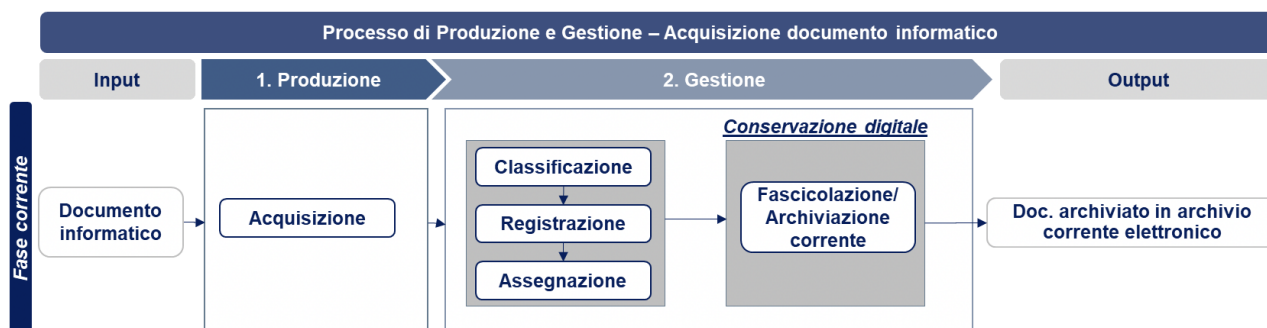 Processo di Produzione e Gestione – Acquisizione documento informatico
Input
1. Produzione
2. Gestione
Output
Fase corrente
Documento
informatico
Acquisizione
Classificazione
Registrazione
Assegnazione
Conservazione digitale
Fascicolazione/
Archiviazione
corrente
Doc. archiviato in archivio
corrente elettronico